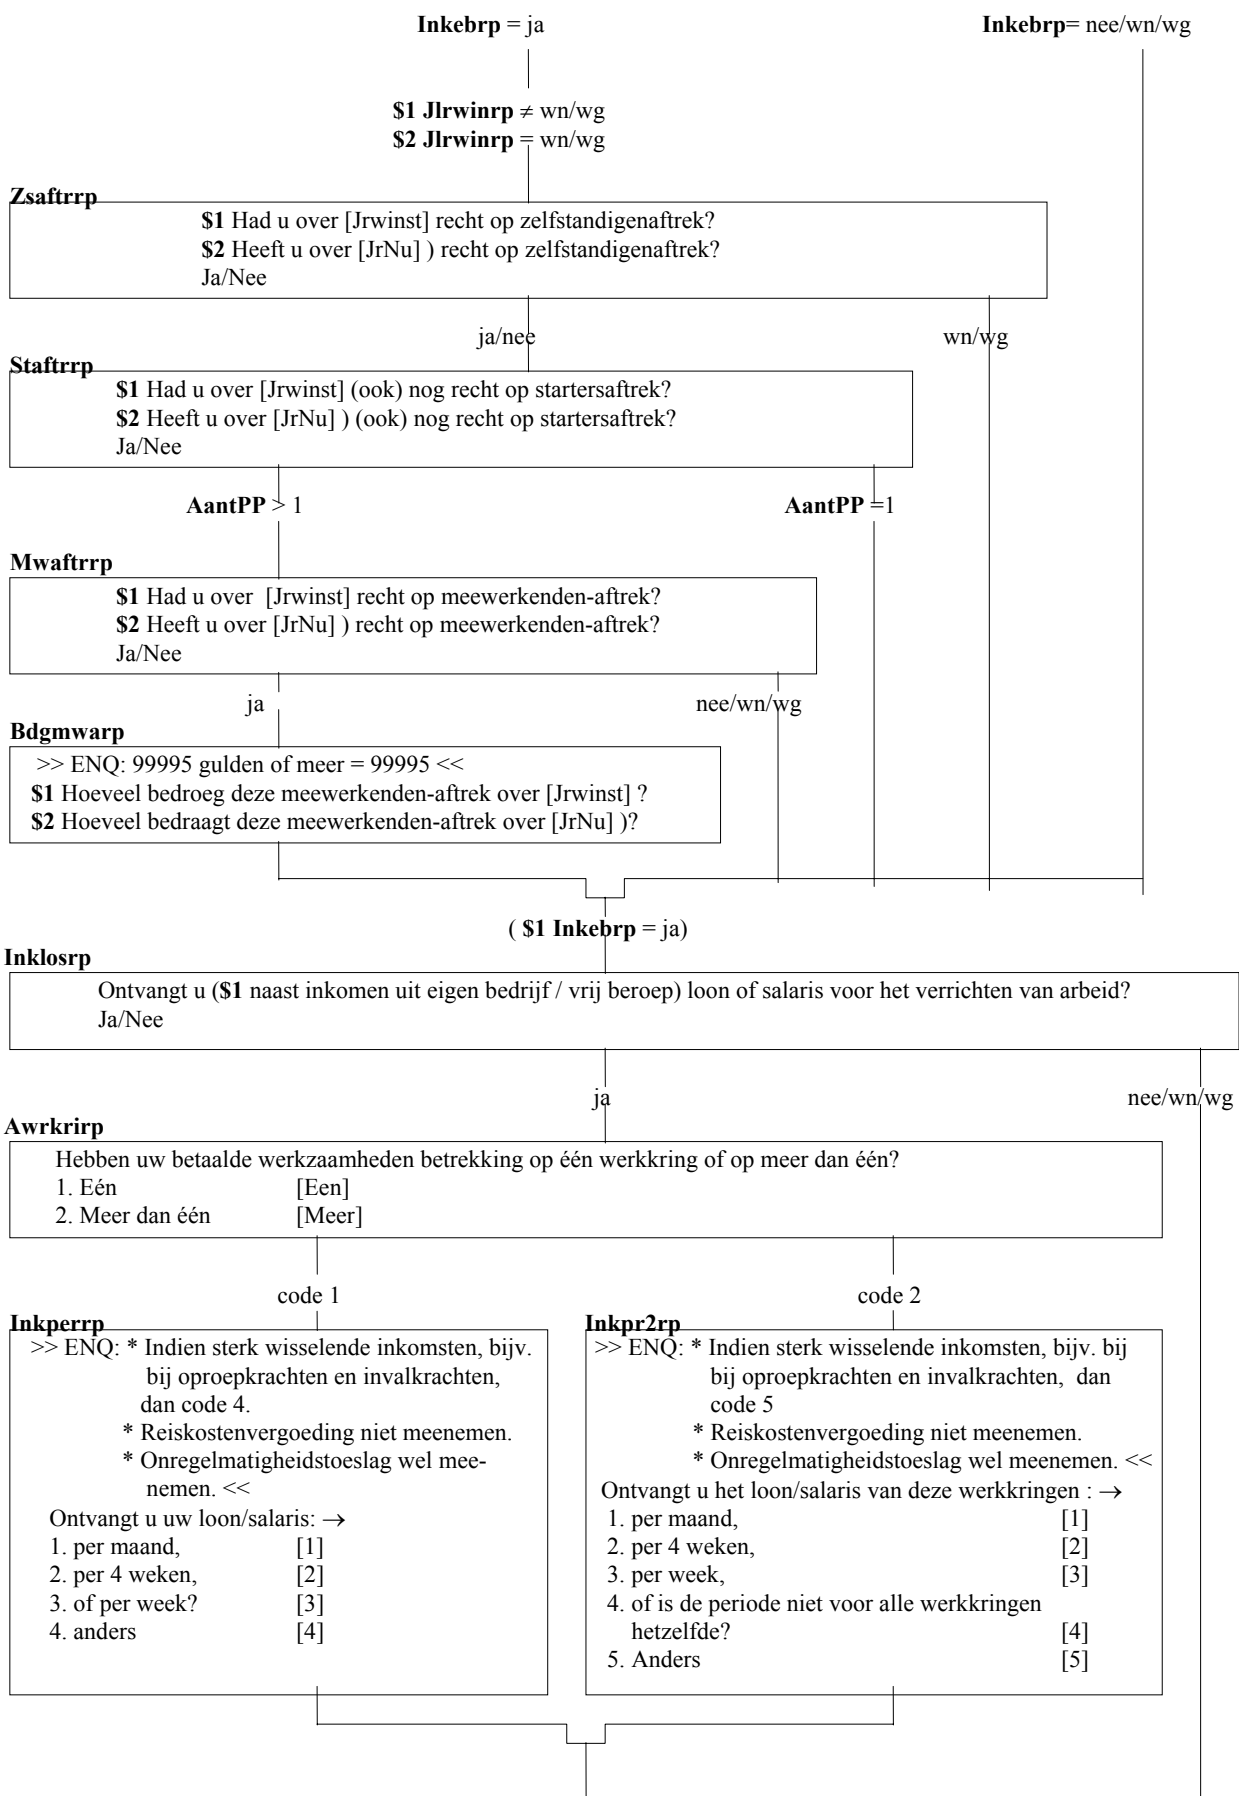 Inkebrp = ja
Inkebrp= nee/wn/wg
$1 Jlrwinrp ≠ wn/wg
$2 Jlrwinrp = wn/wg
Zsaftrrp
$1 Had u over [Jrwinst] recht op zelfstandigenaftrek?
$2 Heeft u over [JrNu] ) recht op zelfstandigenaftrek?
Ja/Nee
ja/nee
wn/wg
Staftrrp
$1 Had u over [Jrwinst] (ook) nog recht op startersaftrek?
$2 Heeft u over [JrNu] ) (ook) nog recht op startersaftrek?
Ja/Nee
AantPP > 1
AantPP =1
Mwaftrrp
$1 Had u over [Jrwinst] recht op meewerkenden-aftrek?
$2 Heeft u over [JrNu] ) recht op meewerkenden-aftrek?
Ja/Nee
ja
nee/wn/wg
Bdgmwarp
>> ENQ: 99995 gulden of meer = 99995 <<
$1 Hoeveel bedroeg deze meewerkenden-aftrek over [Jrwinst] ?
$2 Hoeveel bedraagt deze meewerkenden-aftrek over [JrNu] )?
( $1 Inkebrp = ja)
Inklosrp
Ontvangt u ($1 naast inkomen uit eigen bedrijf / vrij beroep) loon of salaris voor het verrichten van arbeid?
Ja/Nee
ja
nee/wn/wg
Awrkrirp
Hebben uw betaalde werkzaamheden betrekking op één werkkring of op meer dan één?
1. Eén [Een]
2. Meer dan één [Meer]
code 1
code 2
Inkperrp
>> ENQ: * Indien sterk wisselende inkomsten, bijv.
bij oproepkrachten en invalkrachten,
dan code 4.
* Reiskostenvergoeding niet meenemen.
* Onregelmatigheidstoeslag wel mee-
nemen. <<
Ontvangt u uw loon/salaris: →
1. per maand, [1]
2. per 4 weken, [2]
3. of per week? [3]
4. anders [4]
Inkpr2rp
>> ENQ: * Indien sterk wisselende inkomsten, bijv. bij
bij oproepkrachten en invalkrachten, dan
code 5
* Reiskostenvergoeding niet meenemen.
* Onregelmatigheidstoeslag wel meenemen. <<
Ontvangt u het loon/salaris van deze werkkringen : →
1. per maand, [1]
2. per 4 weken, [2]
3. per week, [3]
4. of is de periode niet voor alle werkkringen
hetzelfde? [4]
5. Anders [5]